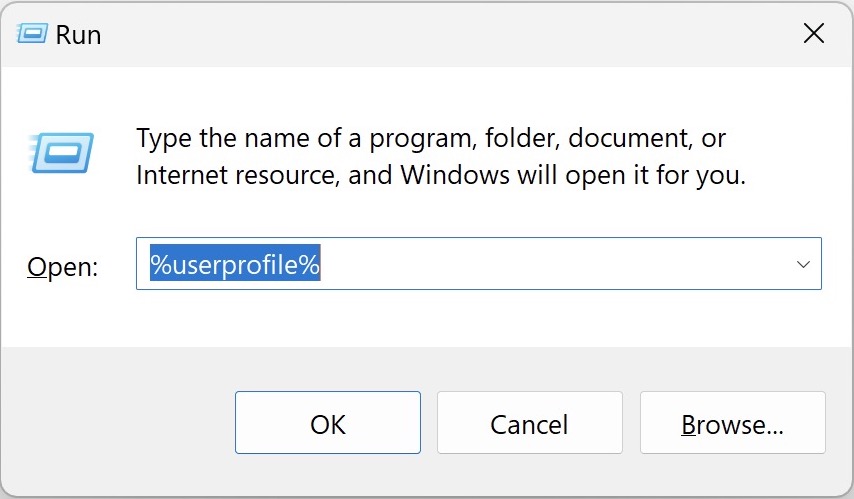 Run
Type the name of a program, folder, document, or
Internet resource, and Windows will open it for you.
Open: %userprofile%
OK Cancel Browse...